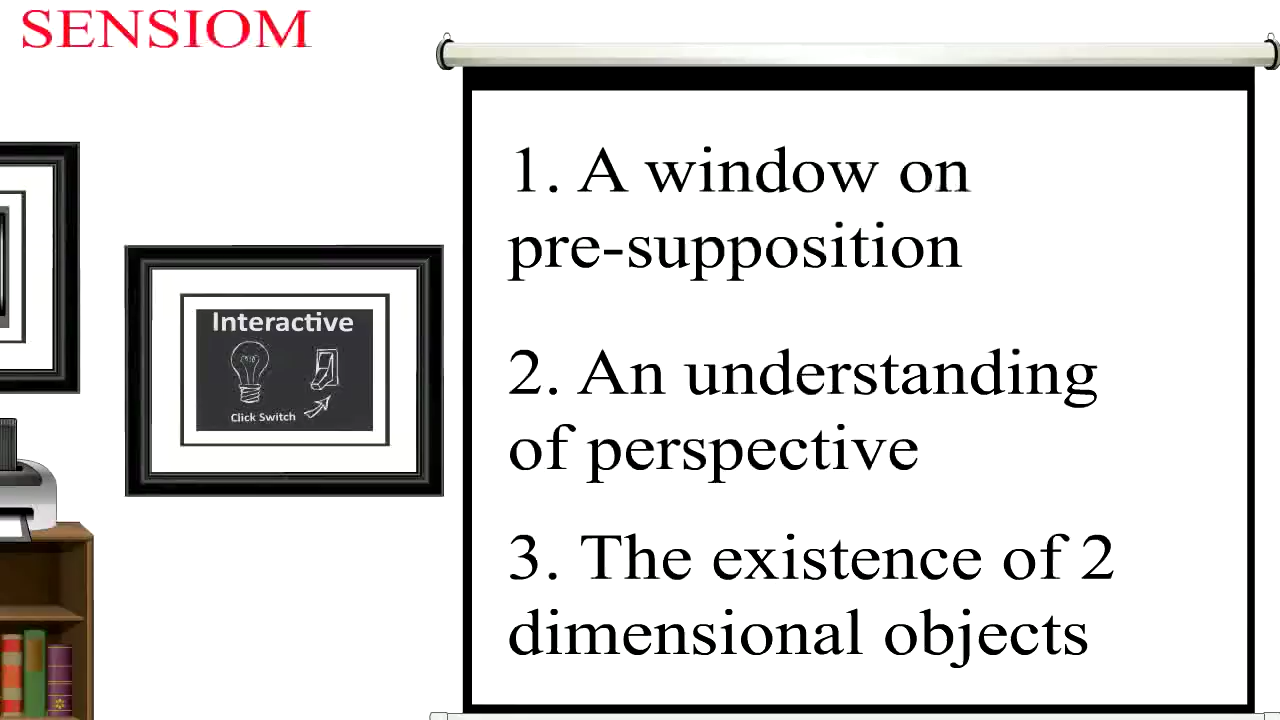 SENSIOM
1. A window on
pre-supposition
2. An understanding
of perspective
3. The existence of 2
dimensional objects
Interactive
Click Switch